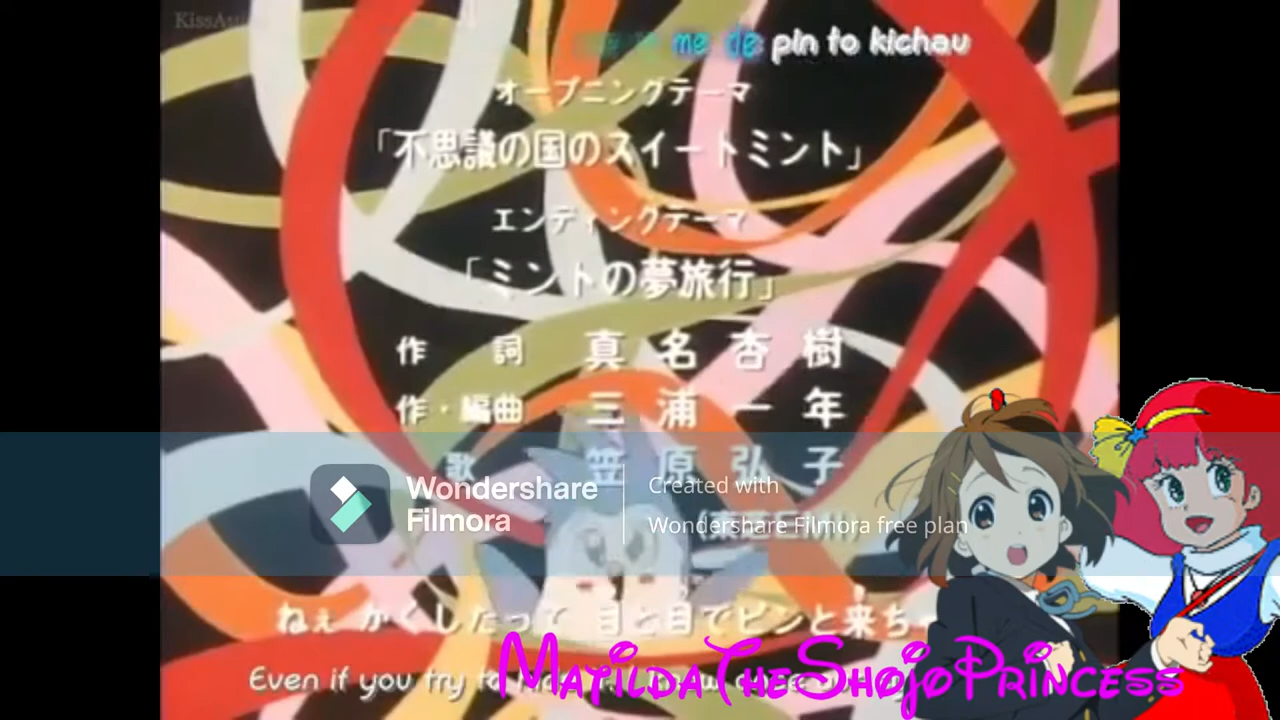 me de pin to kichau
オープニングテーマ
「不思議の国のスイートミント」
エンディングテーマ
「ミントの夢旅行」
作 詞 真名杏樹
作・編曲 三浦一年
歌 笠原弘子
Wondershare
Filmora
Created with
Wondershare Filmora free plan
ねぇ かくしたって 目と目でピンと来ち
Even if you try to
MatildaTheShojoPrincess